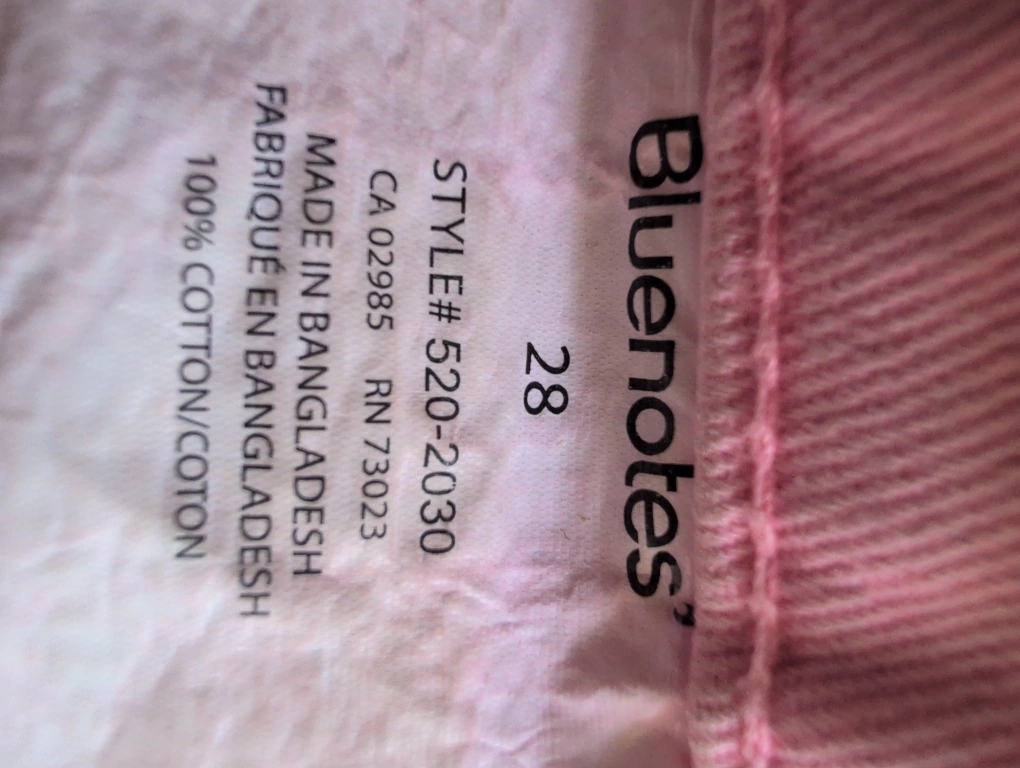 Bluenotes’
28
STYLE# 520-2030
CA 02985 RN 73023
MADE IN BANGLADESH
FABRIQUÉ EN BANGLADESH
100% COTTON/COTON